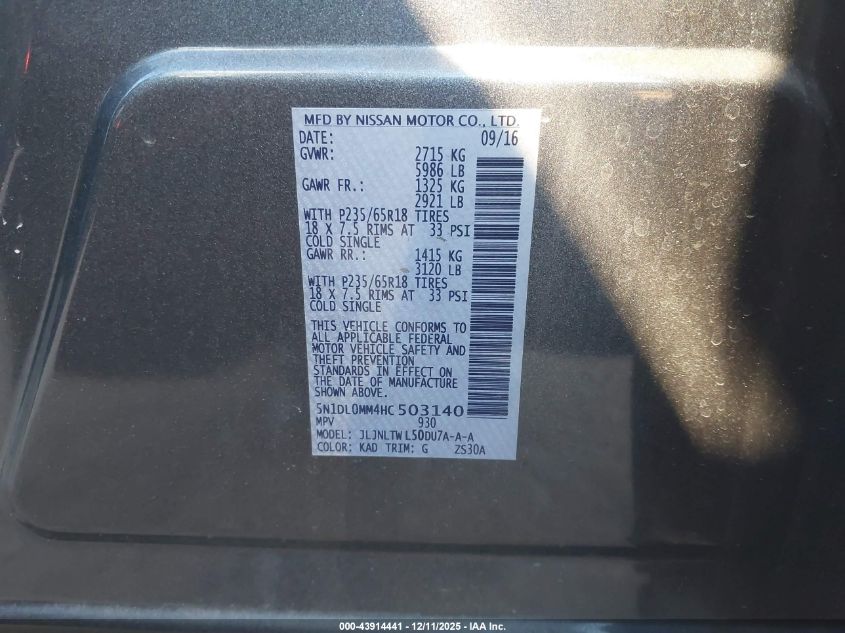 MFD BY NISSAN MOTOR CO., LTD.
DATE: 09/16
GVWR: 2715 KG
5986 LB
GAWR FR.: 1325 KG
2921 LB
WITH P235/65R18 TIRES
18 X 7.5 RIMS AT 33 PSI
COLD SINGLE
GAWR RR.: 1415 KG
3120 LB
WITH P235/65R18 TIRES
18 X 7.5 RIMS AT 33 PSI
COLD SINGLE
THIS VEHICLE CONFORMS TO
ALL APPLICABLE FEDERAL
MOTOR VEHICLE SAFETY AND
THEFT PREVENTION
STANDARDS IN EFFECT ON
THE DATE OF MANUFACTURE
SHOWN ABOVE.
5N1DL0MM4HC503140
MPV 930
MODEL: JLJNLTWL50DU7A-A-A
COLOR: KAD TRIM: G ZS30A
000-43914441 - 12/11/2025 - IAA Inc.